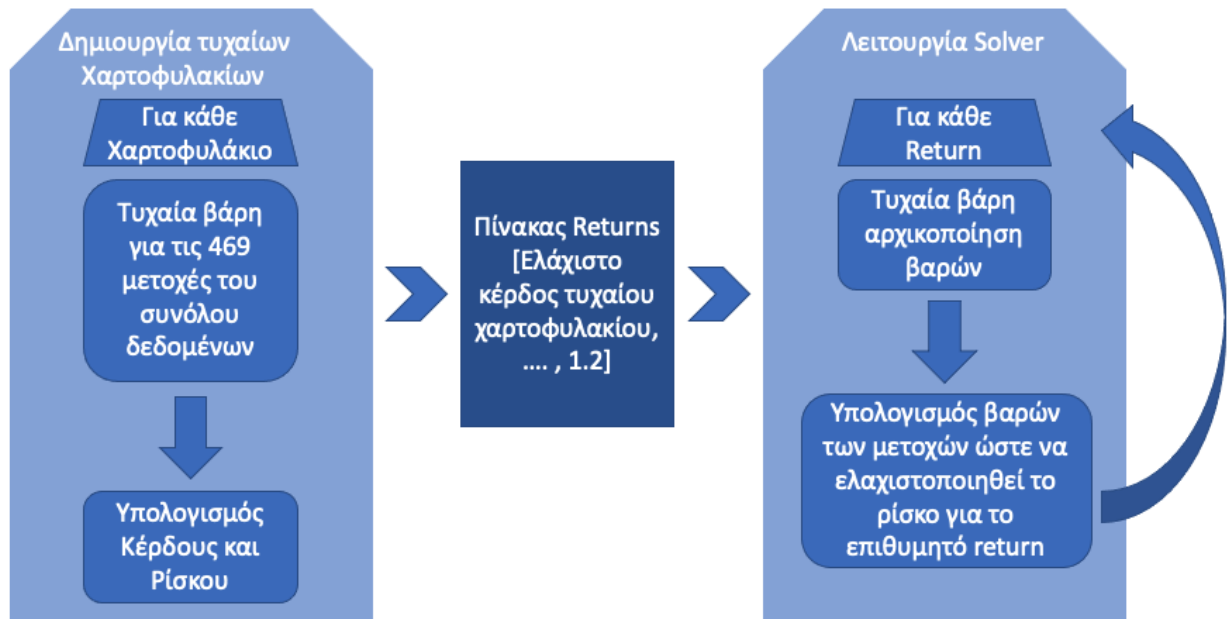 Δημιουργία τυχαίων
Χαρτοφυλακίων
Για κάθε
Χαρτοφυλάκιο
Τυχαία βάρη
για τις 469
μετοχές του
συνόλου
δεδομένων
Υπολογισμός
Κέρδους και
Ρίσκου
Πίνακας Returns
[Ελάχιστο
κέρδος τυχαίου
χαρτοφυλακίου,
.... , 1.2]
Λειτουργία Solver
Για κάθε
Return
Τυχαία βάρη
αρχικοποίηση
βαρών
Υπολογισμός βαρών
των μετοχών ώστε να
ελαχιστοποιηθεί το
ρίσκο για το
επιθυμητό return